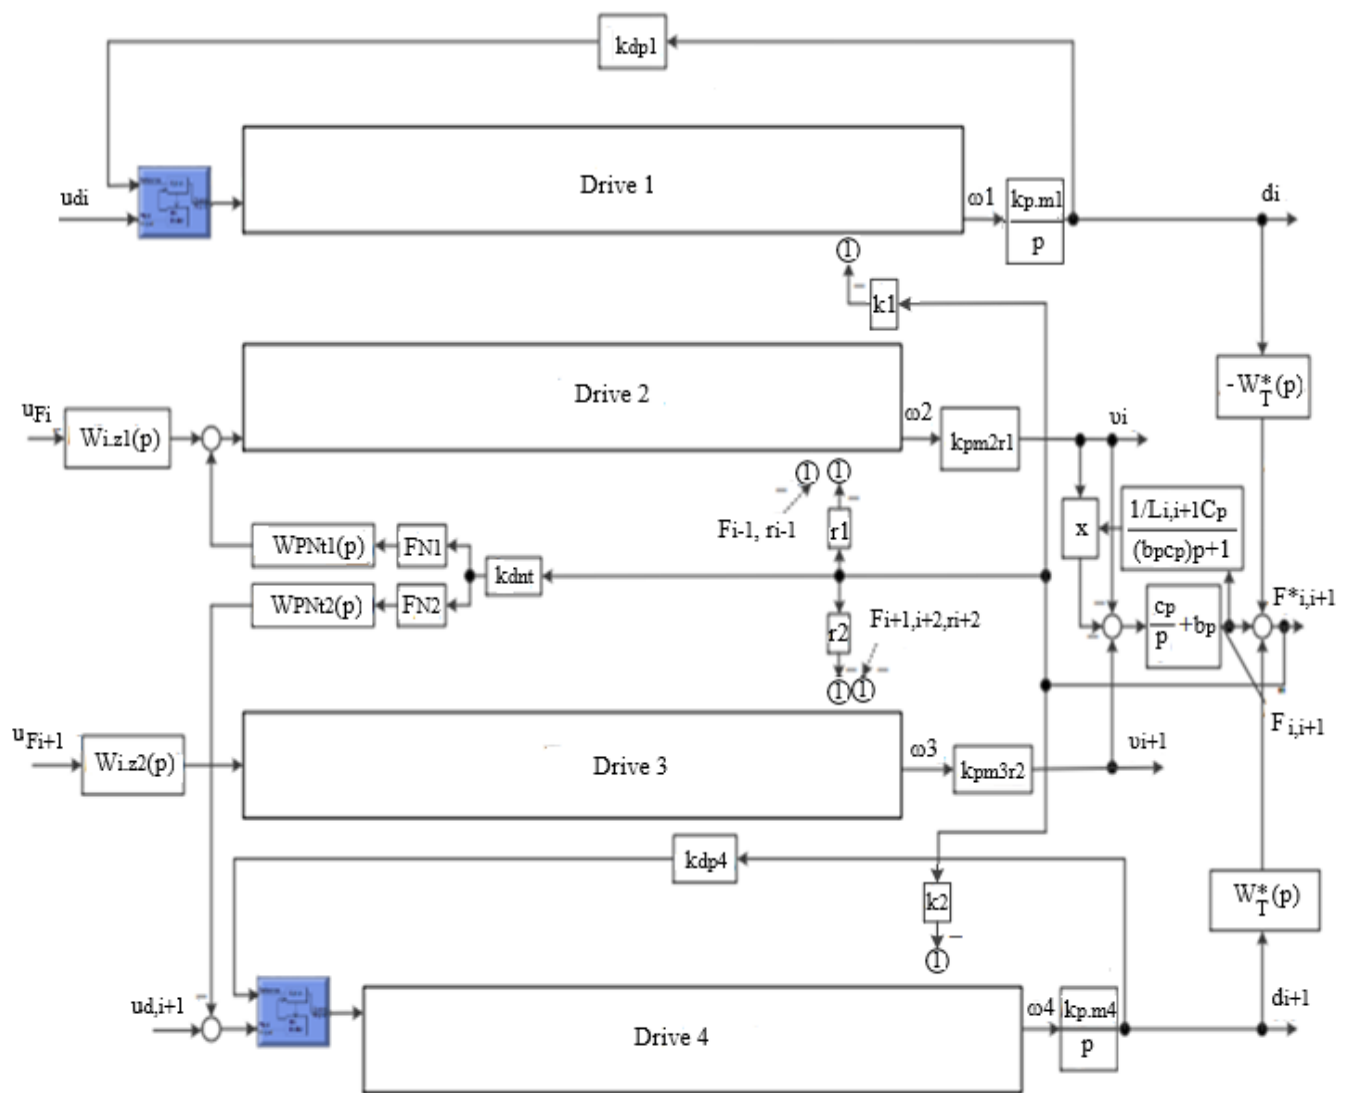 kdp1
Drive 1
udi
ω1
kp.m1
p
di
1
k1
-W*T(p)
Drive 2
uFi
Wi.z1(p)
ω2
kpm2r1
υi
1 1
Fi-1, ri-1
r1
x
1/Li,i+1Cp
(bpcp)p+1
WPNt1(p)
FN1
kdnt
WPNt2(p)
FN2
r2
Fi+1,i+2,ri+2
cp
p
+bp
F*i,i+1
1 1
Fi,i+1
Drive 3
uFi+1
Wi.z2(p)
ω3
kpm3r2
υi+1
kdp4
k2
W*T(p)
1
ud,i+1
Drive 4
ω4
kp.m4
p
di+1